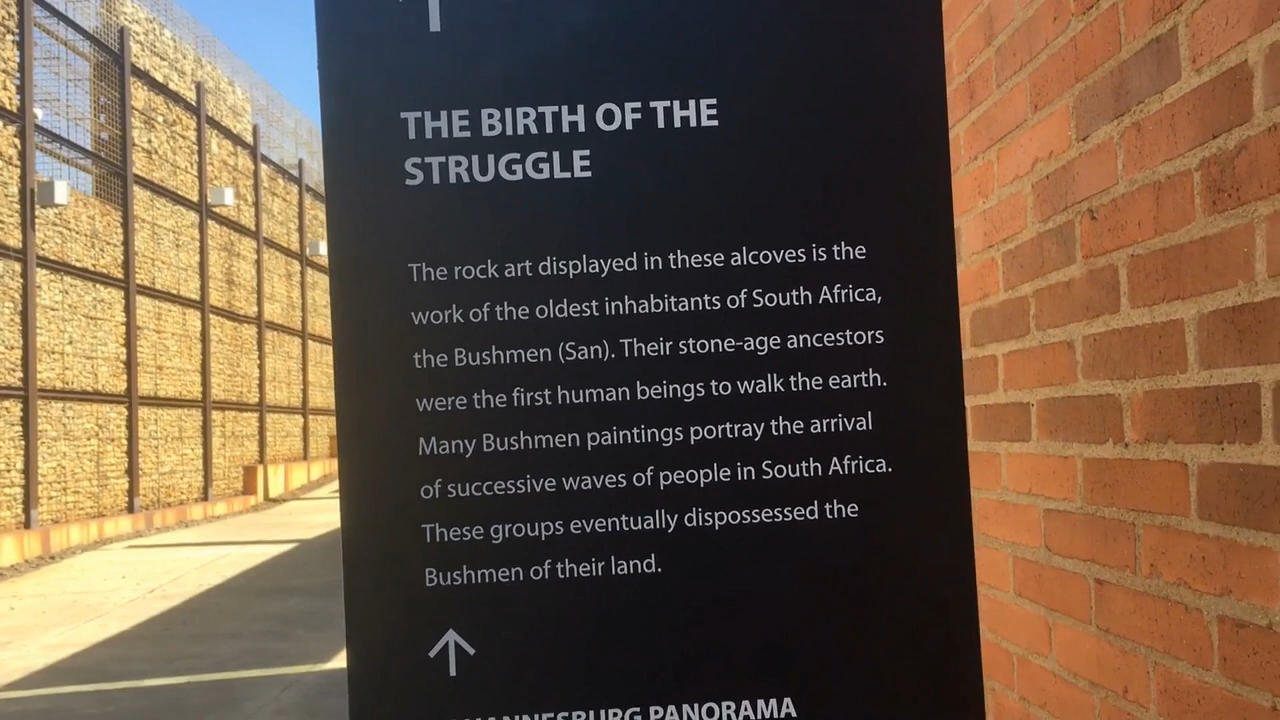 THE BIRTH OF THE
STRUGGLE
The rock art displayed in these alcoves is the
work of the oldest inhabitants of South Africa,
the Bushmen (San). Their stone-age ancestors
were the first human beings to walk the earth.
Many Bushmen paintings portray the arrival
of successive waves of people in South Africa.
These groups eventually dispossessed the
Bushmen of their land.
PANORAMA